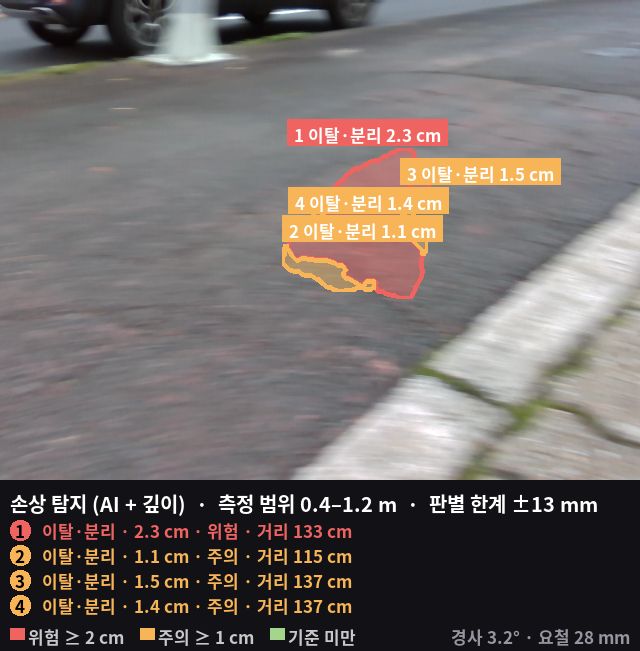 1 이탈·분리 2.3 cm
3 이탈·분리 1.5 cm
4 이탈·분리 1.4 cm
2 이탈·분리 1.1 cm
손상 탐지 (AI + 깊이) · 측정 범위 0.4–1.2 m · 판별 한계 ±13 mm
1 이탈·분리 · 2.3 cm · 위험 · 거리 133 cm
2 이탈·분리 · 1.1 cm · 주의 · 거리 115 cm
3 이탈·분리 · 1.5 cm · 주의 · 거리 137 cm
4 이탈·분리 · 1.4 cm · 주의 · 거리 137 cm
위험 ≥ 2 cm 주의 ≥ 1 cm 기준 미만 경사 3.2° · 요철 28 mm